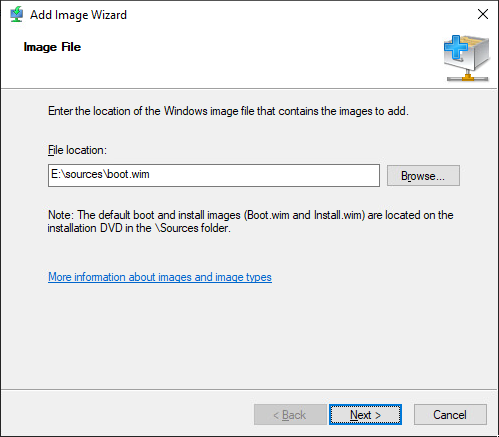 Add Image Wizard
Image File
Enter the location of the Windows image file that contains the images to add.
File location:
E:\sources\boot.wim
Browse...
Note: The default boot and install images (Boot.wim and Install.wim) are located on the
installation DVD in the \Sources folder.
More information about images and image types
< Back
Next >
Cancel